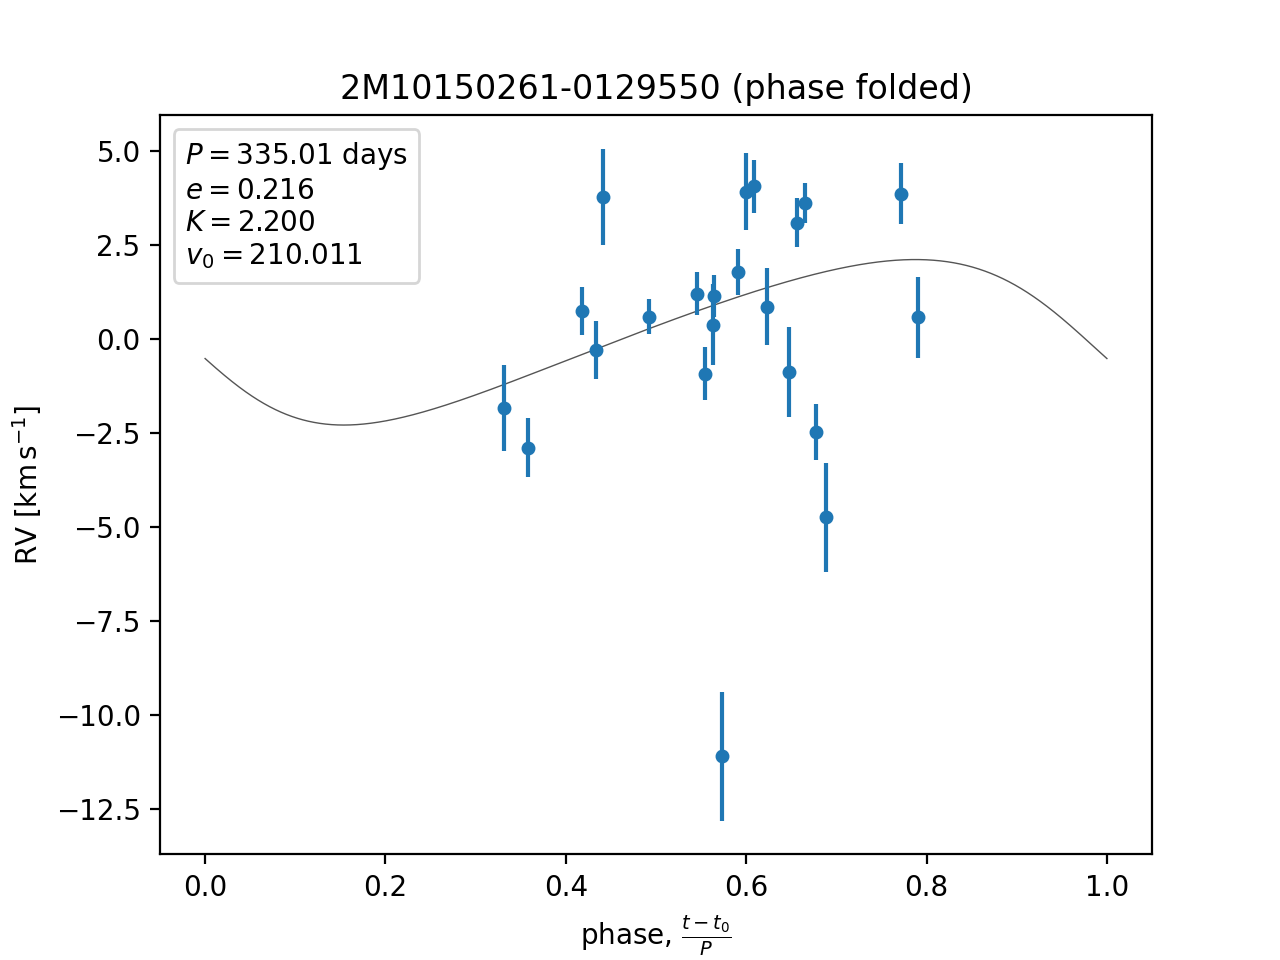 2M10150261-0129550 (phase folded)
P = 335.01 days
e = 0.216
K = 2.200
v₀ = 210.011
5.0
2.5
0.0
−2.5
−5.0
−7.5
−10.0
−12.5
RV [km s⁻¹]
0.0 0.2 0.4 0.6 0.8 1.0
phase, (t − t₀)/P